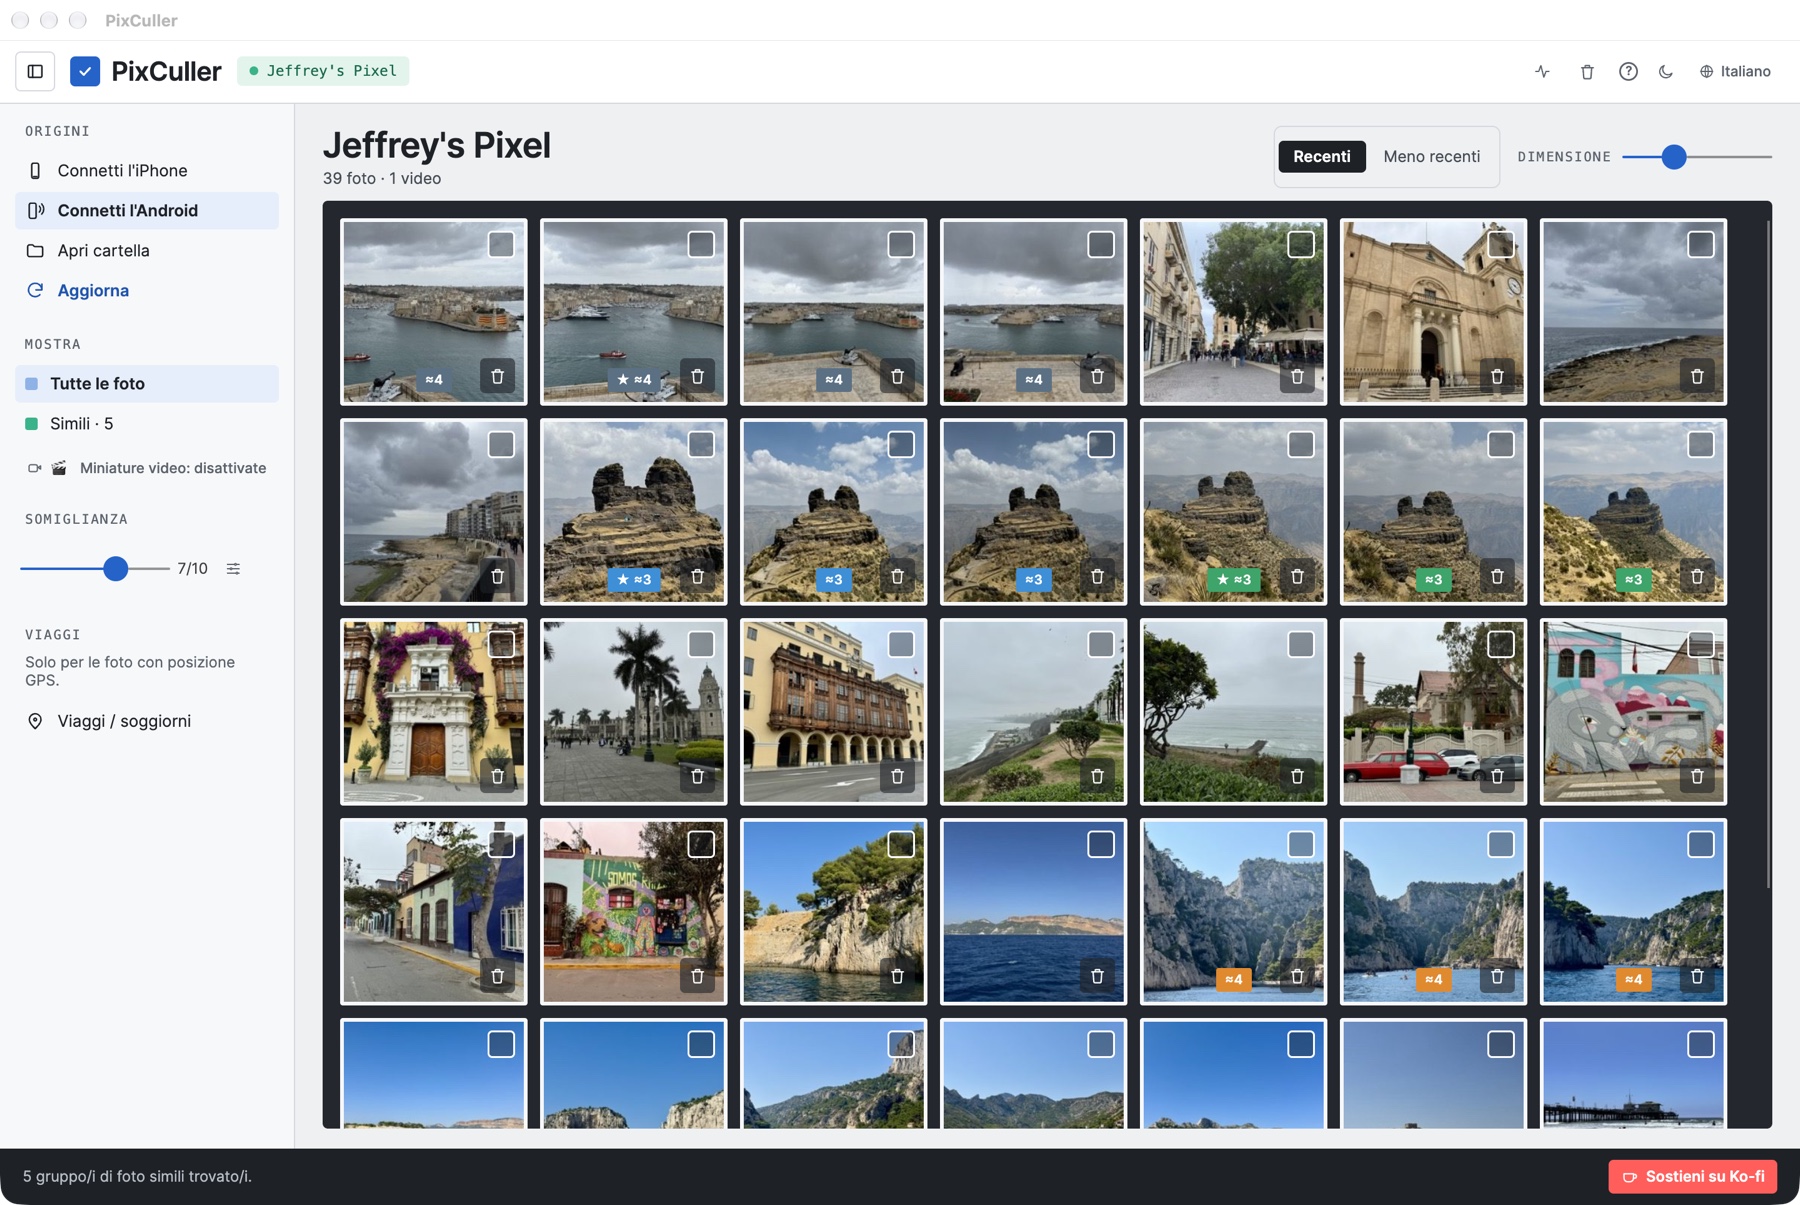 PixCuller
PixCuller
Jeffrey's Pixel
Italiano
ORIGINI
Connetti l'iPhone
Connetti l'Android
Apri cartella
Aggiorna
MOSTRA
Tutte le foto
Simili · 5
Miniature video: disattivate
SOMIGLIANZA
7/10
VIAGGI
Solo per le foto con posizione
GPS.
Viaggi / soggiorni
Jeffrey's Pixel
39 foto · 1 video
Recenti
Meno recenti
DIMENSIONE
≈4
★ ≈4
≈4
≈4
★ ≈3
≈3
≈3
★ ≈3
≈3
≈3
SOMOS
≈4
≈4
≈4
5 gruppo/i di foto simili trovato/i.
Sostieni su Ko-fi